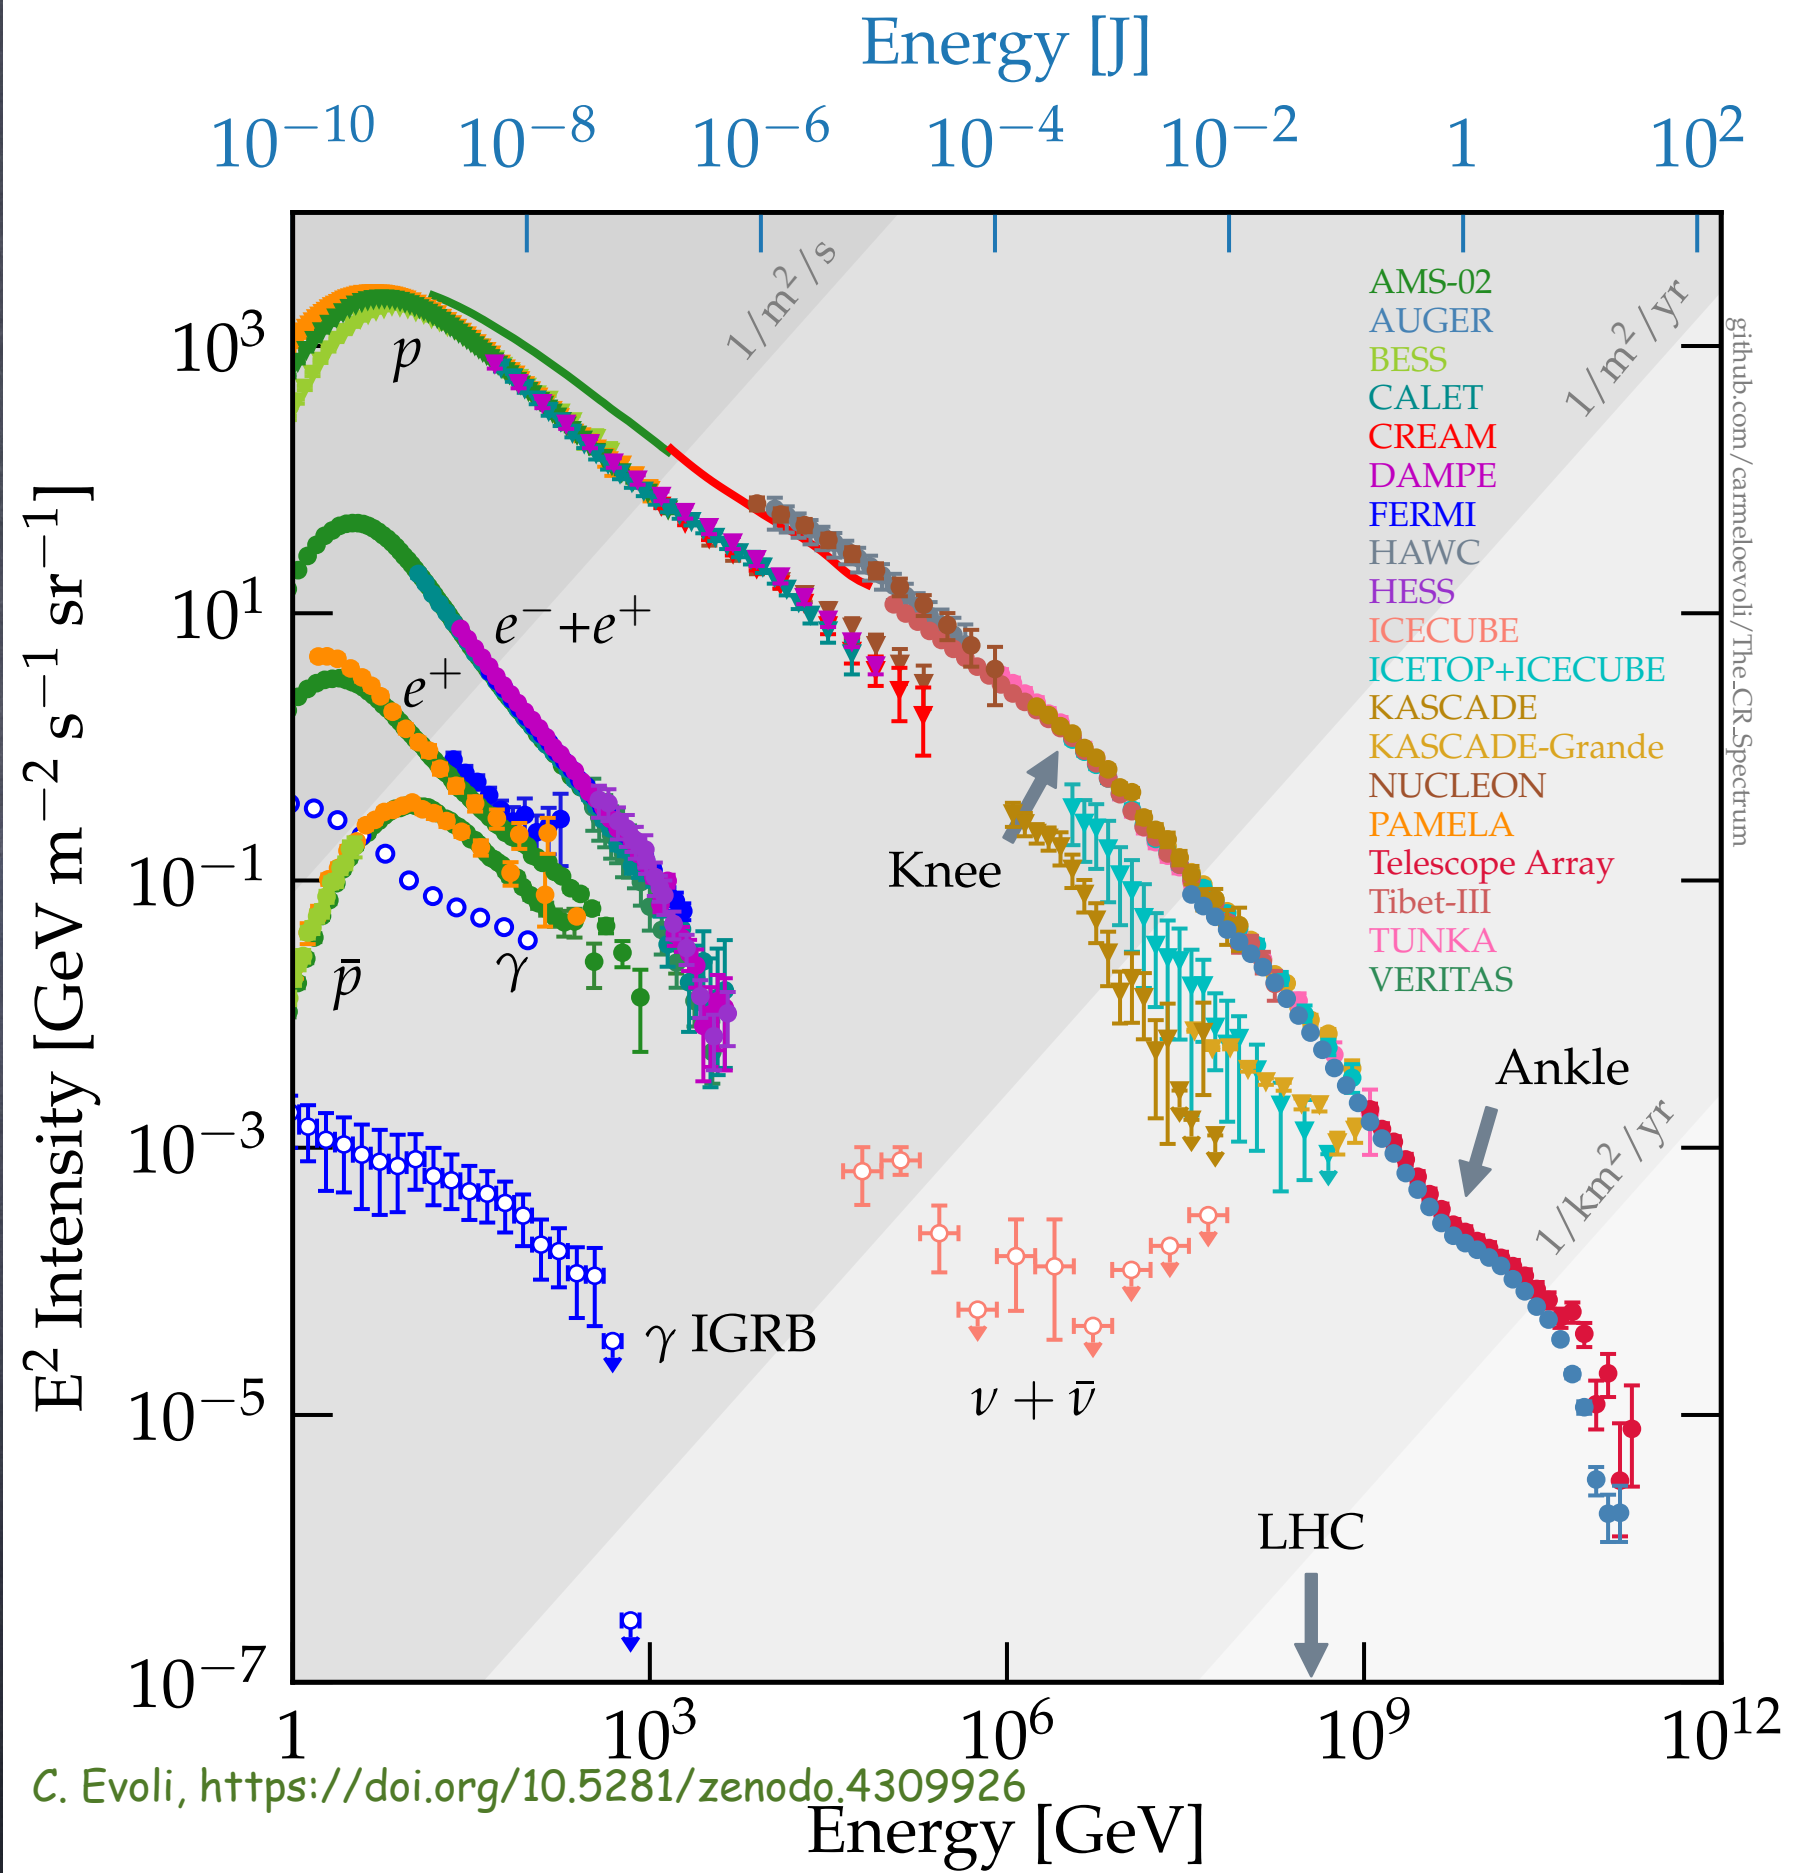 Energy [J]
10⁻¹⁰ 10⁻⁸ 10⁻⁶ 10⁻⁴ 10⁻² 1 10²
1/m²/s
1/m²/yr
1/km²/yr
10³
10¹
10⁻¹
10⁻³
10⁻⁵
10⁻⁷
E² Intensity [GeV m⁻² s⁻¹ sr⁻¹]
p
e⁻+e⁺
e⁺
p̄
γ
γ IGRB
ν + ν̄
Knee
Ankle
LHC
AMS-02
AUGER
BESS
CALET
CREAM
DAMPE
FERMI
HAWC
HESS
ICECUBE
ICETOP+ICECUBE
KASCADE
KASCADE-Grande
NUCLEON
PAMELA
Telescope Array
Tibet-III
TUNKA
VERITAS
github.com/carmeloevoli/The_CR_Spectrum
1 10³ 10⁶ 10⁹ 10¹²
C. Evoli, https://doi.org/10.5281/zenodo.4309926
Energy [GeV]